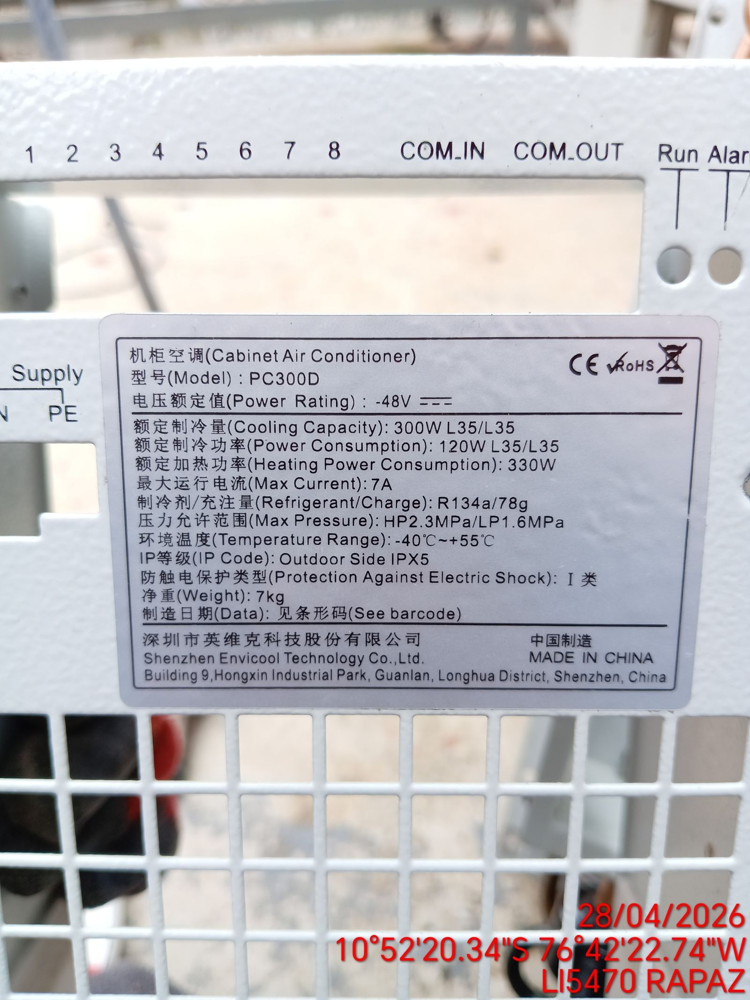 1 2 3 4 5 6 7 8 COM_IN COM_OUT Run
Supply
N PE
机柜空调(Cabinet Air Conditioner)
CE RoHS
型号(Model) : PC300D
电压额定值(Power Rating) : -48V
额定制冷量(Cooling Capacity): 300W L35/L35
额定制冷功率(Power Consumption): 120W L35/L35
额定加热功率(Heating Power Consumption): 330W
最大运行电流(Max Current): 7A
制冷剂/充注量(Refrigerant/Charge): R134a/78g
压力允许范围(Max Pressure): HP2.3MPa/LP1.6MPa
环境温度(Temperature Range): -40℃~+55℃
IP等级(IP Code): Outdoor Side IPX5
防触电保护类型(Protection Against Electric Shock): I 类
净重(Weight): 7kg
制造日期(Data): 见条形码(See barcode)
深圳市英维克科技股份有限公司 中国制造
Shenzhen Envicool Technology Co.,Ltd. MADE IN CHINA
Building 9,Hongxin Industrial Park, Guanlan, Longhua District, Shenzhen, China
28/04/2026
10°52'20.34"S 76°42'22.74"W
LI5470 RAPAZ